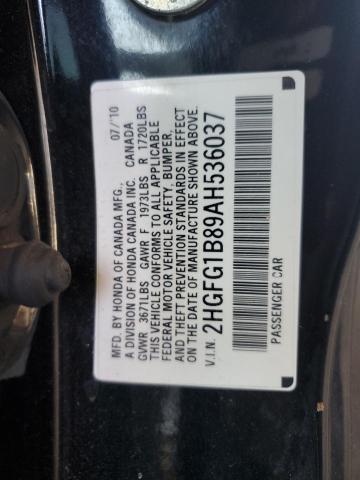 MFD. BY HONDA OF CANADA MFG., 07/'10
A DIVISION OF HONDA CANADA INC. CANADA
GVWR 3671LBS GAWR F 1973LBS R 1720LBS
THIS VEHICLE CONFORMS TO ALL APPLICABLE
FEDERAL MOTOR VEHICLE SAFETY, BUMPER,
AND THEFT PREVENTION STANDARDS IN EFFECT
ON THE DATE OF MANUFACTURE SHOWN ABOVE.
V.I.N. 2HGFG1B89AH536037
PASSENGER CAR